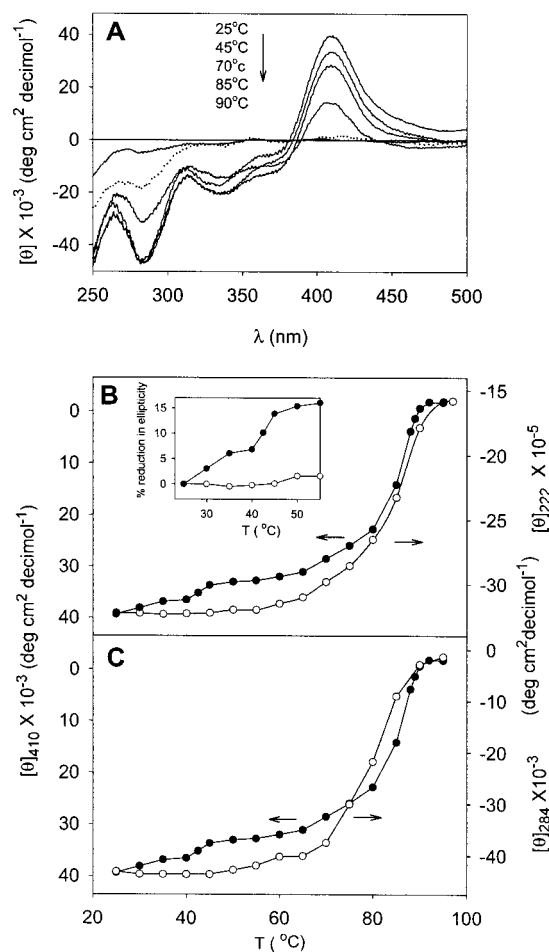 A
25°C
45°C
70°c
85°C
90°C
[θ] X 10⁻³ (deg cm² decimol⁻¹)
40
20
0
-20
-40
250 300 350 400 450 500
λ (nm)
B
% reduction in ellipticity
15
10
5
0
30 40 50
T (°C)
0
10
20
30
40
-15
-20
-25
-30
[θ]₂₂₂ X 10⁻⁵
(deg cm²decimol⁻¹)
C
[θ]₄₁₀ X 10⁻³ (deg cm² decimol⁻¹)
0
10
20
30
40
0
-10
-20
-30
-40
[θ]₂₈₄ X10⁻³
20 40 60 80 100
T (°C)